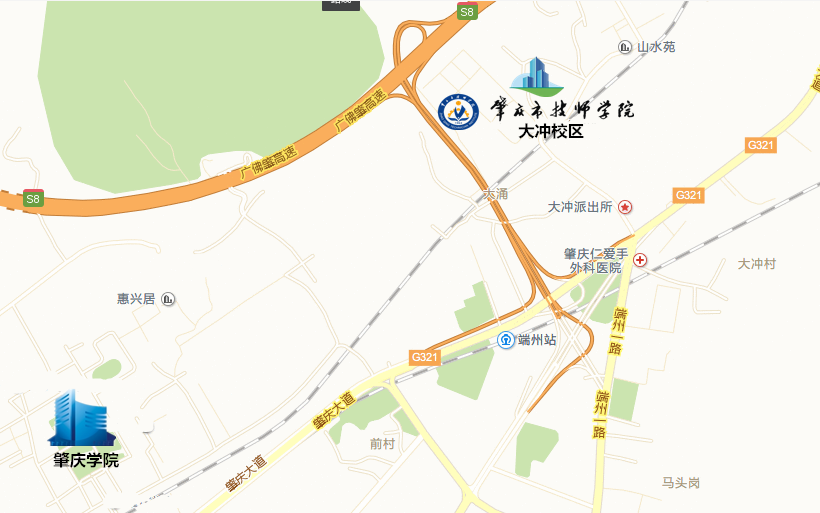 S8
山水苑
肇庆市技师学院
大冲校区
广佛肇高速
G321
广佛肇高速
S8
大涌
G321
大冲派出所
肇庆仁爱手
外科医院
大冲村
惠兴居
端州一路
端州站
G321
肇庆大道
端州一路
前村
肇庆学院
肇庆大道
马头岗